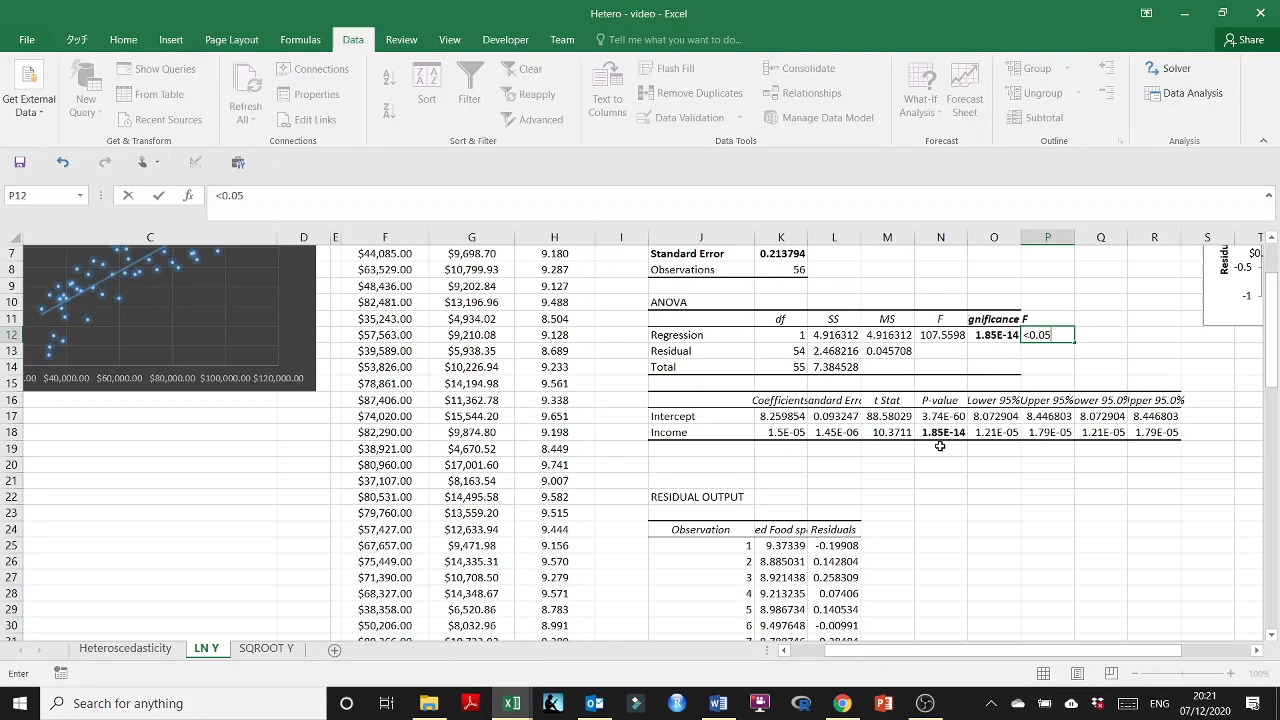 Hetero - video - Excel
File タッチ Home Insert Page Layout Formulas Data Review View Developer Team Tell me what you want to do... Share
Get External Data
New Query
Show Queries
From Table
Recent Sources
Get & Transform
Refresh All
Connections
Properties
Edit Links
Connections
Sort
Filter
Clear
Reapply
Advanced
Sort & Filter
Text to Columns
Flash Fill
Remove Duplicates
Data Validation
Consolidate
Relationships
Manage Data Model
Data Tools
What-If Analysis
Forecast Sheet
Forecast
Group
Ungroup
Subtotal
Outline
Solver
Data Analysis
Analysis
P12 fx <0.05
C D E F G H I J K L M N O P Q R S T
7 $44,085.00 $9,698.70 9.180 Standard Error 0.213794 $0
8 $63,529.00 $10,799.93 9.287 Observations 56 -0.5
9 $48,436.00 $9,202.84 9.127
10 $82,481.00 $13,196.96 9.488 ANOVA -1
11 $35,243.00 $4,934.02 8.504 df SS MS F gnificance F
12 $57,563.00 $9,210.08 9.128 Regression 1 4.916312 4.916312 107.5598 1.85E-14 <0.05
13 $39,589.00 $5,938.35 8.689 Residual 54 2.468216 0.045708
14 $53,826.00 $10,226.94 9.233 Total 55 7.384528
.00 $40,000.00 $60,000.00 $80,000.00 $100,000.00 $120,000.00
Residu
15 $78,861.00 $14,194.98 9.561
16 $87,406.00 $11,362.78 9.338 Coefficients andard Erro t Stat P-value Lower 95% Upper 95% ower 95.0% pper 95.0%
17 $74,020.00 $15,544.20 9.651 Intercept 8.259854 0.093247 88.58029 3.74E-60 8.072904 8.446803 8.072904 8.446803
18 $82,290.00 $9,874.80 9.198 Income 1.5E-05 1.45E-06 10.3711 1.85E-14 1.21E-05 1.79E-05 1.21E-05 1.79E-05
19 $38,921.00 $4,670.52 8.449
20 $80,960.00 $17,001.60 9.741
21 $37,107.00 $8,163.54 9.007
22 $80,531.00 $14,495.58 9.582 RESIDUAL OUTPUT
23 $79,760.00 $13,559.20 9.515
24 $57,427.00 $12,633.94 9.444 Observation ed Food sp Residuals
25 $67,657.00 $9,471.98 9.156 1 9.37339 -0.19908
26 $75,449.00 $14,335.31 9.570 2 8.885031 0.142804
27 $71,390.00 $10,708.50 9.279 3 8.921438 0.258309
28 $68,327.00 $14,348.67 9.571 4 9.213235 0.07406
29 $38,358.00 $6,520.86 8.783 5 8.986734 0.140534
30 $50,206.00 $8,032.96 8.991 6 9.497648 -0.00991
Heteroscedasticity LN Y SQROOT Y
Enter 100%
Search for anything
ENG 20:21
07/12/2020